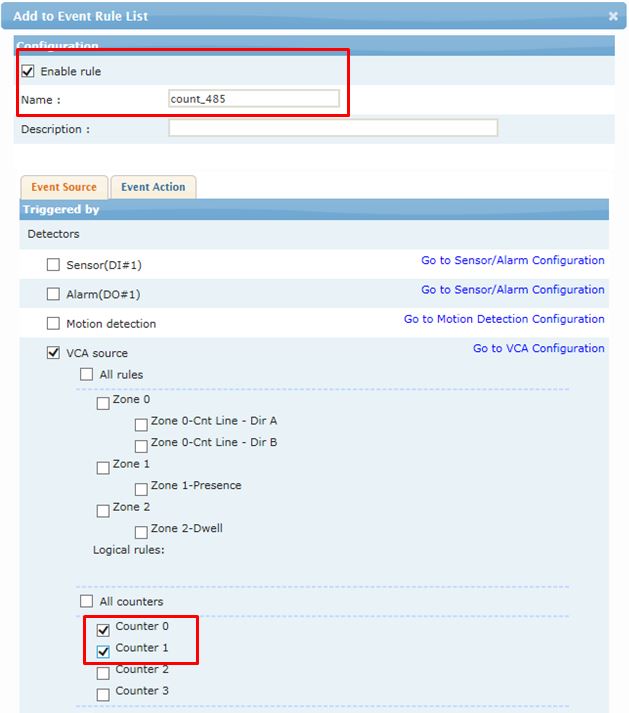 Add to Event Rule List
Configuration
Enable rule
Name : count_485
Description :
Event Source Event Action
Triggered by
Detectors
Sensor(DI#1) Go to Sensor/Alarm Configuration
Alarm(DO#1) Go to Sensor/Alarm Configuration
Motion detection Go to Motion Detection Configuration
VCA source Go to VCA Configuration
All rules
Zone 0
Zone 0-Cnt Line - Dir A
Zone 0-Cnt Line - Dir B
Zone 1
Zone 1-Presence
Zone 2
Zone 2-Dwell
Logical rules:
All counters
Counter 0
Counter 1
Counter 2
Counter 3